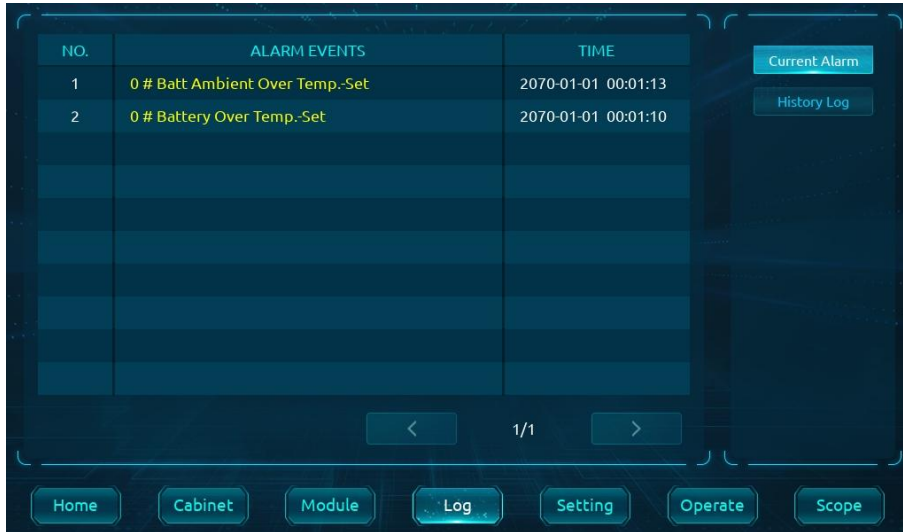 NO. ALARM EVENTS TIME
1 0 # Batt Ambient Over Temp.-Set 2070-01-01 00:01:13
2 0 # Battery Over Temp.-Set 2070-01-01 00:01:10
Current Alarm
History Log
< 1/1 >
Home Cabinet Module Log Setting Operate Scope